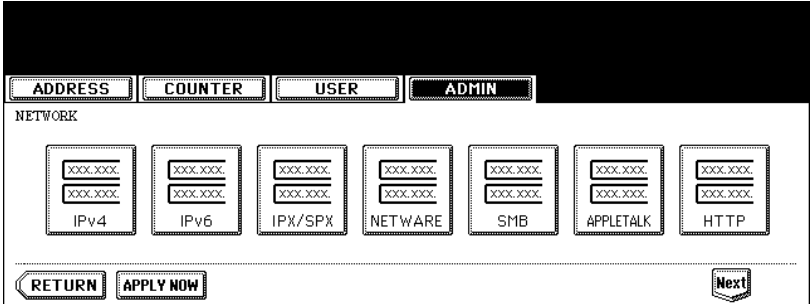 ADDRESS COUNTER USER ADMIN
NETWORK
XXX.XXX. XXX.XXX. XXX.XXX. XXX.XXX. XXX.XXX. XXX.XXX. XXX.XXX.
XXX.XXX. XXX.XXX. XXX.XXX. XXX.XXX. XXX.XXX. XXX.XXX. XXX.XXX.
IPv4 IPv6 IPX/SPX NETWARE SMB APPLETALK HTTP
RETURN APPLY NOW Next